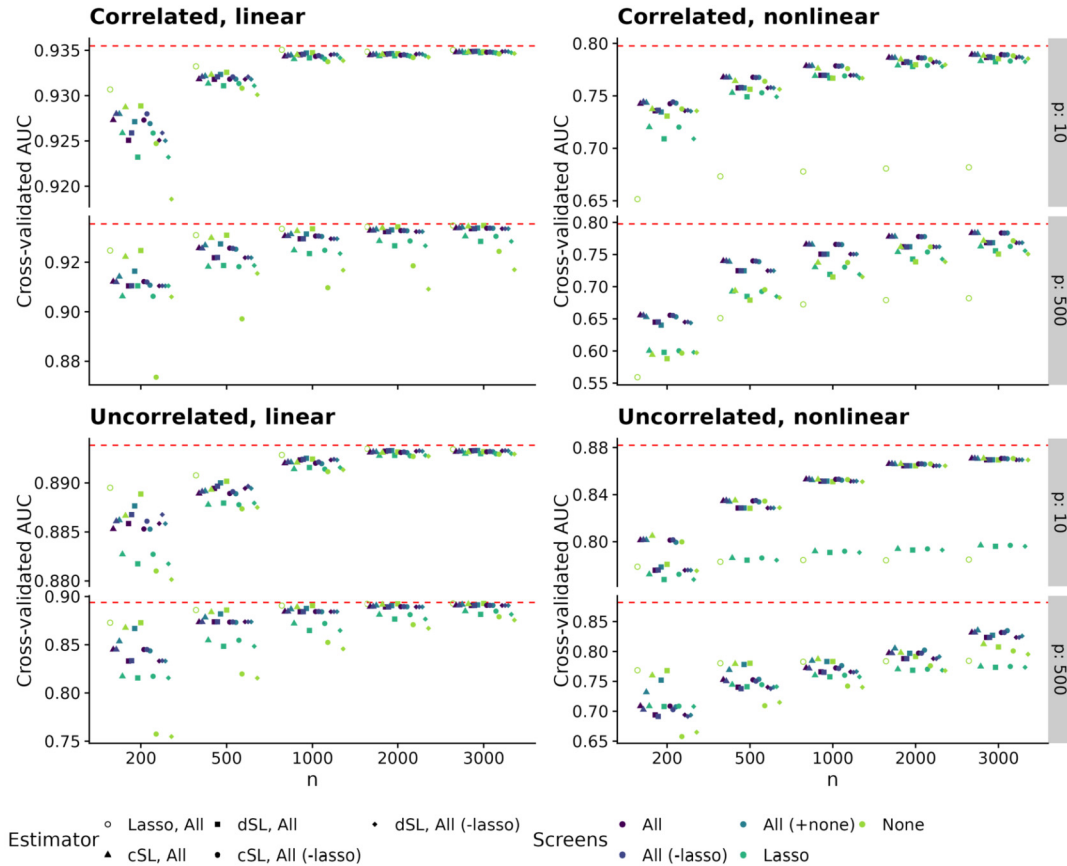 Correlated, linear
Correlated, nonlinear
Cross-validated AUC
0.935
0.930
0.925
0.920
0.92
0.90
0.88
Cross-validated AUC
0.80
0.75
0.70
0.65
p: 10
0.80
0.75
0.70
0.65
0.60
0.55
p: 500
Uncorrelated, linear
Uncorrelated, nonlinear
Cross-validated AUC
0.890
0.885
0.880
0.90
0.85
0.80
0.75
200 500 1000 2000 3000
n
Cross-validated AUC
0.88
0.84
0.80
p: 10
0.85
0.80
0.75
0.70
0.65
p: 500
200 500 1000 2000 3000
n
Estimator
Lasso, All dSL, All dSL, All (-lasso)
cSL, All cSL, All (-lasso)
Screens
All All (+none) None
All (-lasso) Lasso